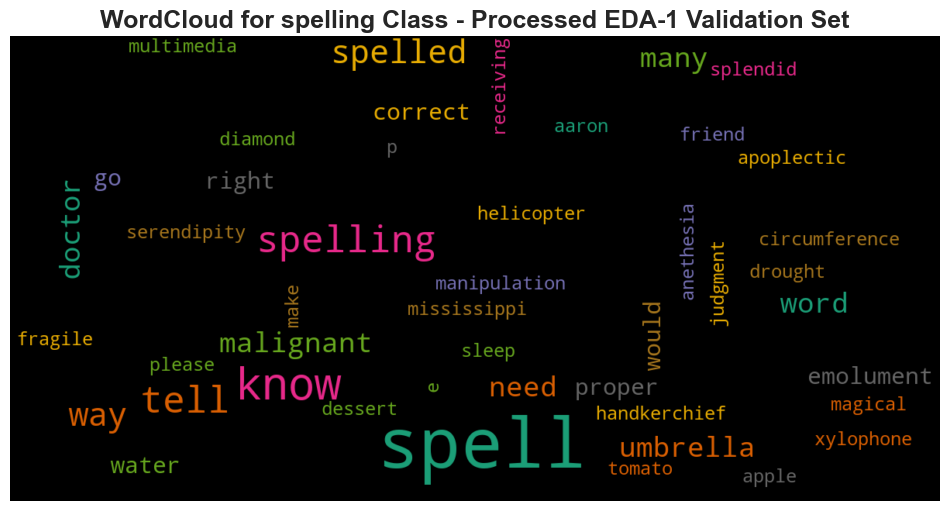 WordCloud for spelling Class - Processed EDA-1 Validation Set
multimedia
spelled
receiving
many
splendid
correct
aaron
friend
diamond
p
apoplectic
go
right
doctor
helicopter
serendipity
spelling
anethesia
circumference
judgment
drought
manipulation
make
mississippi
word
would
fragile
malignant
sleep
please
know
e
need
proper
emolument
tell
way
dessert
handkerchief
magical
spell
umbrella
xylophone
water
tomato
apple